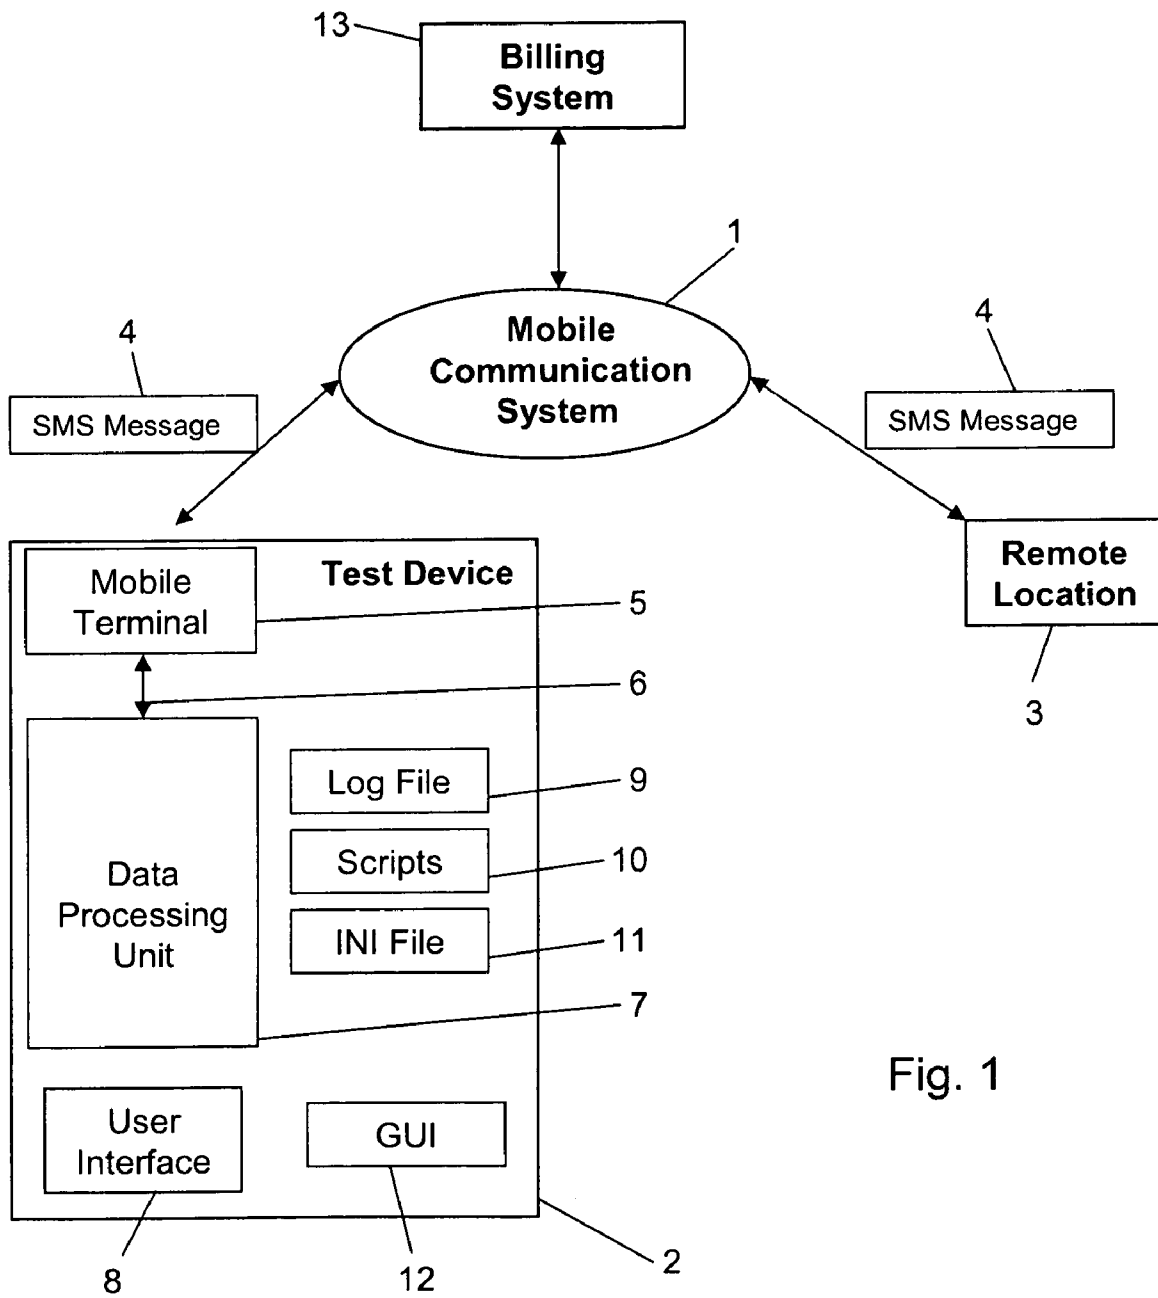 13
Billing
System
1
4
Mobile
Communication
System
4
SMS Message
SMS Message
Mobile
Terminal
Test Device
5
Remote
Location
6
3
Log File
9
Scripts
10
Data
Processing
Unit
INI File
11
7
Fig. 1
User
Interface
GUI
2
8
12